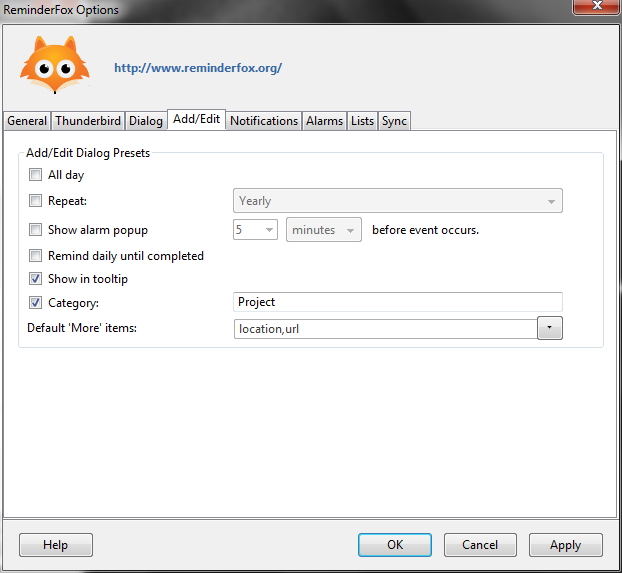 ReminderFox Options
http://www.reminderfox.org/
General Thunderbird Dialog Add/Edit Notifications Alarms Lists Sync
Add/Edit Dialog Presets
All day
Repeat: Yearly
Show alarm popup 5 minutes before event occurs.
Remind daily until completed
Show in tooltip
Category: Project
Default 'More' items: location,url
Help OK Cancel Apply